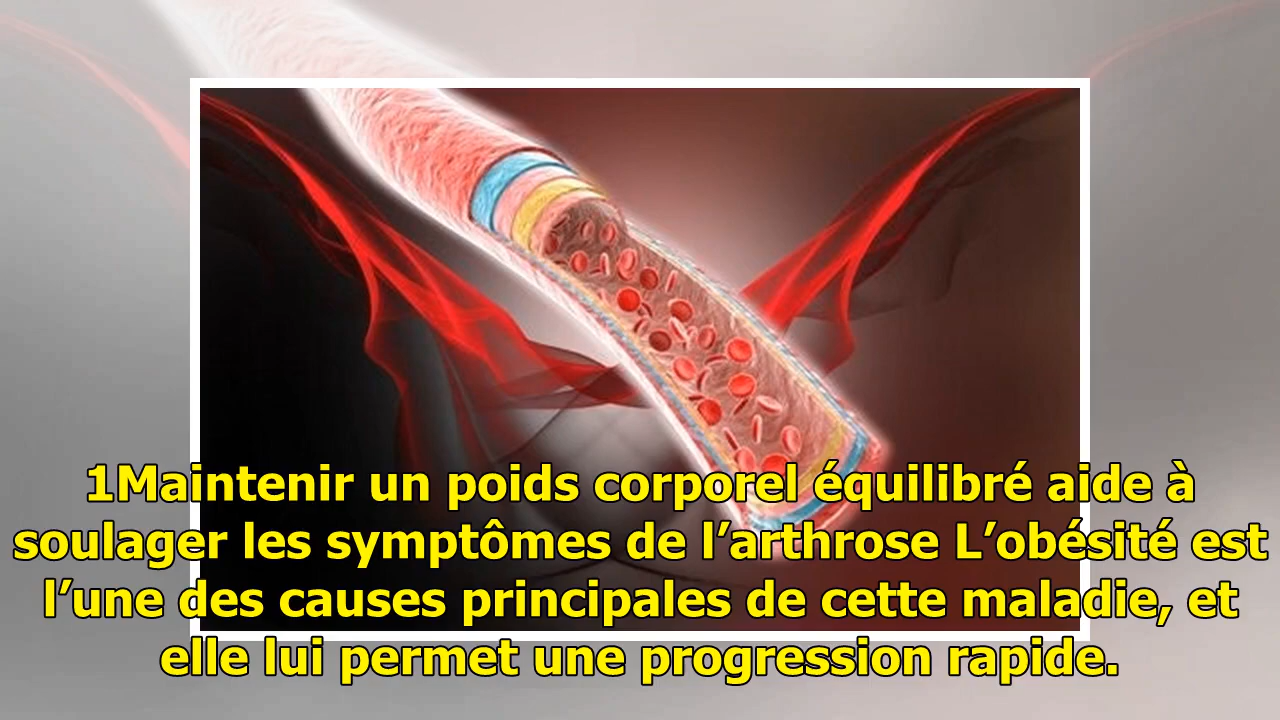 1Maintenir un poids corporel équilibré aide à
soulager les symptômes de l’arthrose L’obésité est
l’une des causes principales de cette maladie, et
elle lui permet une progression rapide.